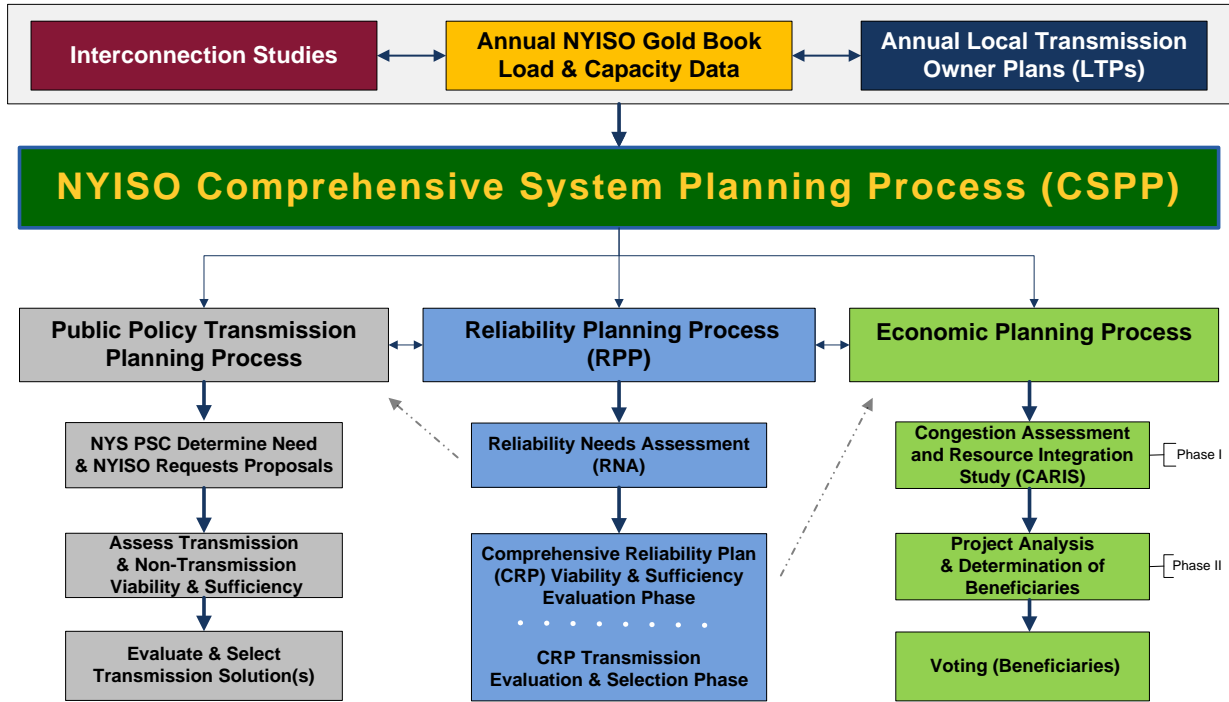 Interconnection Studies
Annual NYISO Gold Book
Load & Capacity Data
Annual Local Transmission
Owner Plans (LTPs)
NYISO Comprehensive System Planning Process (CSPP)
Public Policy Transmission
Planning Process
Reliability Planning Process
(RPP)
Economic Planning Process
NYS PSC Determine Need
& NYISO Requests Proposals
Reliability Needs Assessment
(RNA)
Congestion Assessment
and Resource Integration
Study (CARIS)
Phase I
Assess Transmission
& Non-Transmission
Viability & Sufficiency
Comprehensive Reliability Plan
(CRP) Viability & Sufficiency
Evaluation Phase
CRP Transmission
Evaluation & Selection Phase
Project Analysis
& Determination of
Beneficiaries
Phase II
Evaluate & Select
Transmission Solution(s)
Voting (Beneficiaries)